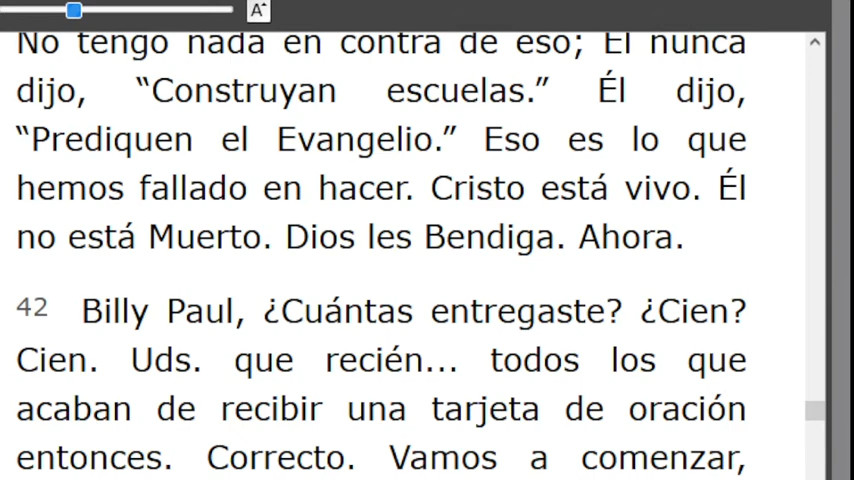 A
No tengo nada en contra de eso; Él nunca
dijo, “Construyan escuelas.” Él dijo,
“Prediquen el Evangelio.” Eso es lo que
hemos fallado en hacer. Cristo está vivo. Él
no está Muerto. Dios les Bendiga. Ahora.
42 Billy Paul, ¿Cuántas entregaste? ¿Cien?
Cien. Uds. que recién... todos los que
acaban de recibir una tarjeta de oración
entonces. Correcto. Vamos a comenzar,